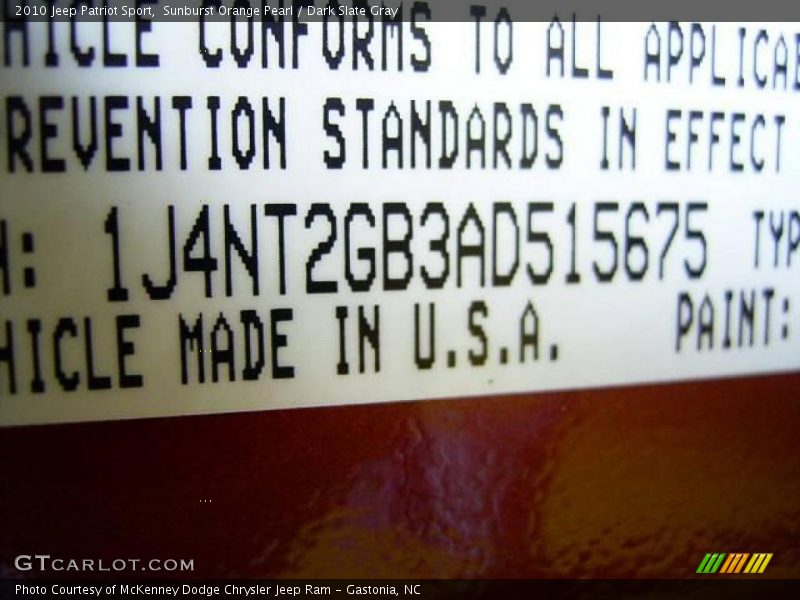 2010 Jeep Patriot Sport,  Sunburst Orange Pearl / Dark Slate Gray
HICLE CONFORMS TO ALL APPLICAB
REVENTION STANDARDS IN EFFECT
N: 1J4NT2GB3AD515675 TYP
HICLE MADE IN U.S.A. PAINT:
GTCARLOT.COM
Photo Courtesy of McKenney Dodge Chrysler Jeep Ram – Gastonia, NC